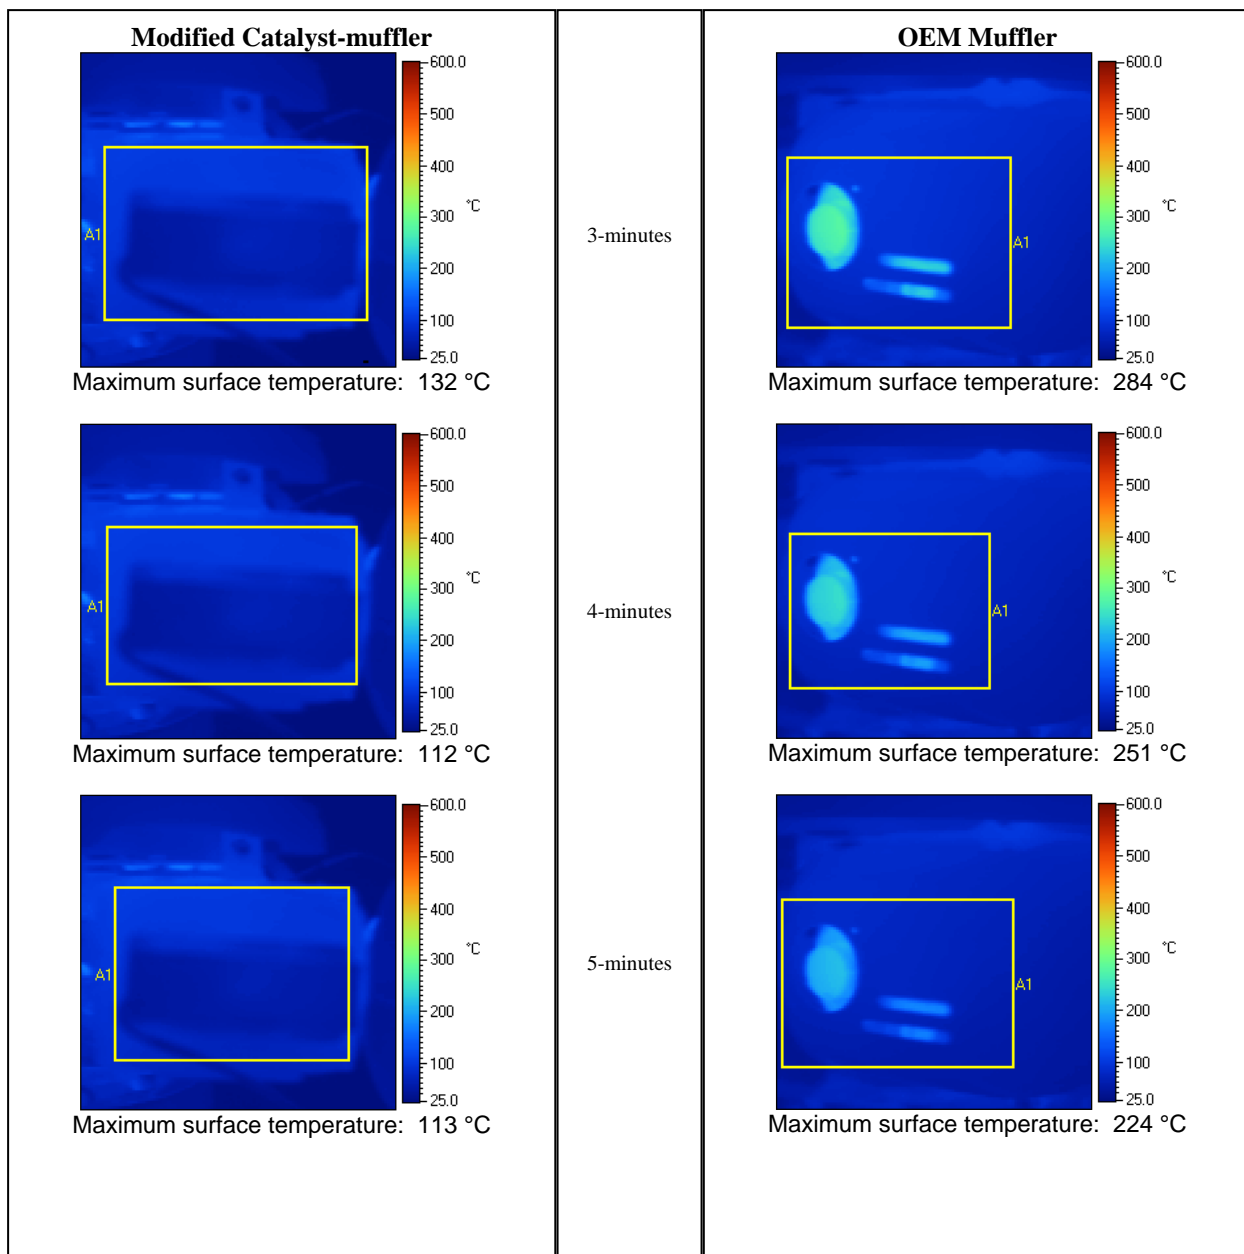 Modified Catalyst-muffler
600.0
500
400
°C
300
200
100
25.0
A1
Maximum surface temperature: 132 °C
3-minutes
OEM Muffler
600.0
500
400
°C
300
200
100
25.0
A1
Maximum surface temperature: 284 °C
600.0
500
400
°C
300
200
100
25.0
A1
Maximum surface temperature: 112 °C
4-minutes
600.0
500
400
°C
300
200
100
25.0
A1
Maximum surface temperature: 251 °C
600.0
500
400
°C
300
200
100
25.0
A1
Maximum surface temperature: 113 °C
5-minutes
600.0
500
400
°C
300
200
100
25.0
A1
Maximum surface temperature: 224 °C